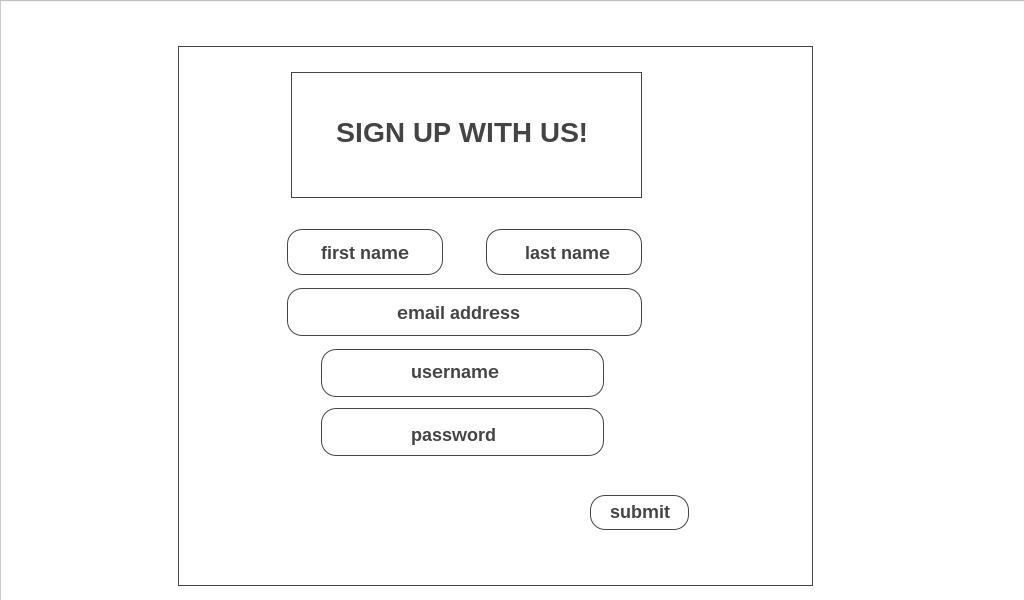 SIGN UP WITH US!
first name
last name
email address
username
password
submit